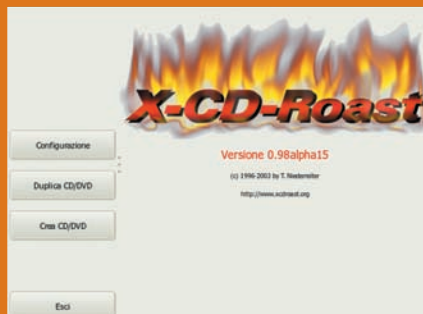 X-CD-Roast
Versione 0.98alpha15
(c) 1996-2003 by T. Niederreiter
http://www.xcdroast.org
Configurazione
Duplica CD/DVD
Crea CD/DVD
Esci